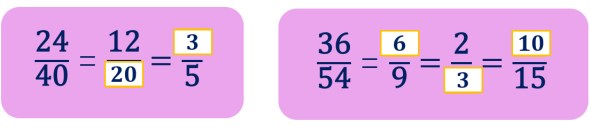 24/40 = 12/20 = 3/5
36/54 = 6/9 = 2/3 = 10/15